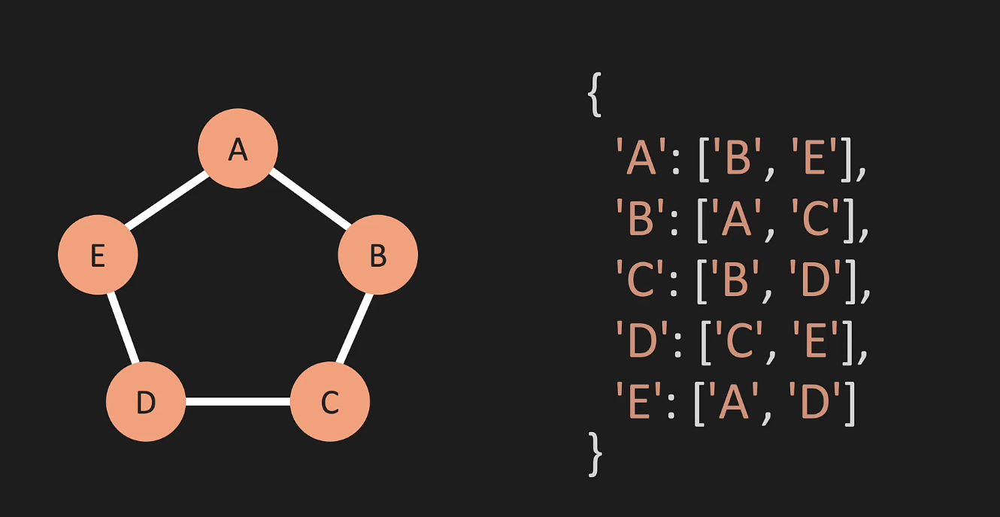 A
E
B
D
C
{
'A': ['B', 'E'],
'B': ['A', 'C'],
'C': ['B', 'D'],
'D': ['C', 'E'],
'E': ['A', 'D']
}